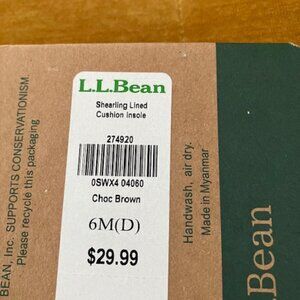 L.L.Bean
Shearling Lined
Cushion Insole
274920
0SWX4 04060
Choc Brown
6M(D)
$29.99
BEAN, Inc. SUPPORTS CONSERVATIONISM.
Please recycle this packaging
Handwash, air dry.
Made in Myanmar
.Bean